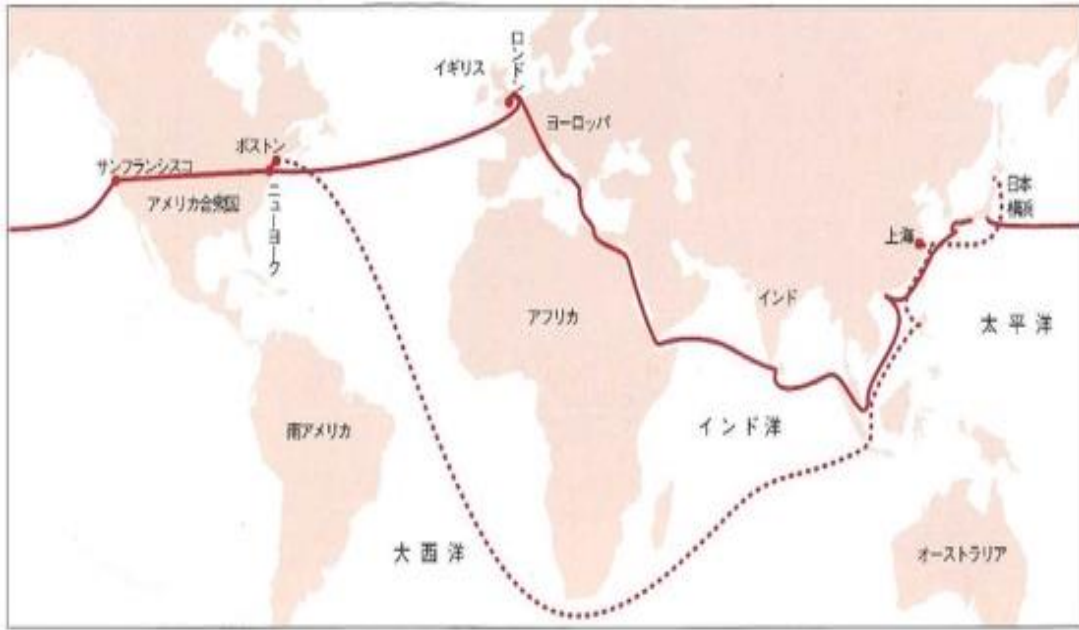 ロンドン
イギリス
ヨーロッパ
ボストン
サンフランシスコ
アメリカ合衆国
ニューヨーク
日本
横浜
上海
インド
アフリカ
太平洋
インド洋
南アメリカ
大西洋
オーストラリア